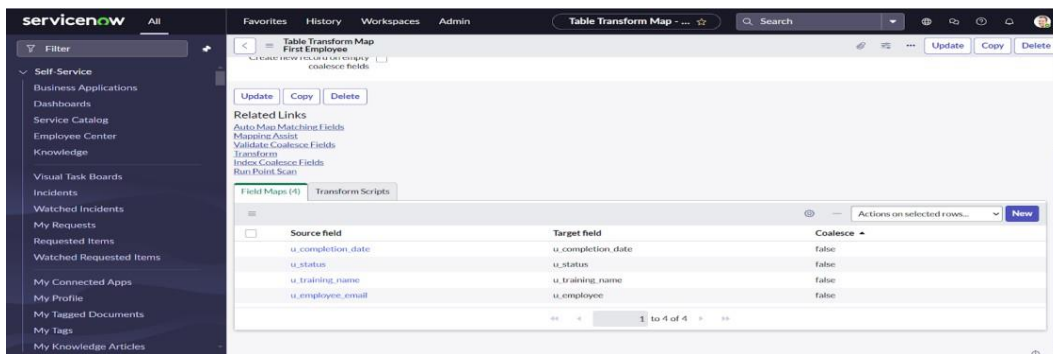 servicenow All Favorites History Workspaces Admin Table Transform Map - ... Search
Filter
Self-Service
Business Applications
Dashboards
Service Catalog
Employee Center
Knowledge
Visual Task Boards
Incidents
Watched Incidents
My Requests
Requested Items
Watched Requested Items
My Connected Apps
My Profile
My Tagged Documents
My Tags
My Knowledge Articles
Table Transform Map
First Employee
Update Copy Delete
Create new record on empty
coalesce fields
Update Copy Delete
Related Links
Auto Map Matching Fields
Mapping Assist
Validate Coalesce Fields
Transform
Index Coalesce Fields
Run Point Scan
Field Maps (4) Transform Scripts
Actions on selected rows... New
Source field Target field Coalesce
u_completion_date u_completion_date false
u_status u_status false
u_training_name u_training_name false
u_employee_email u_employee false
1 to 4 of 4